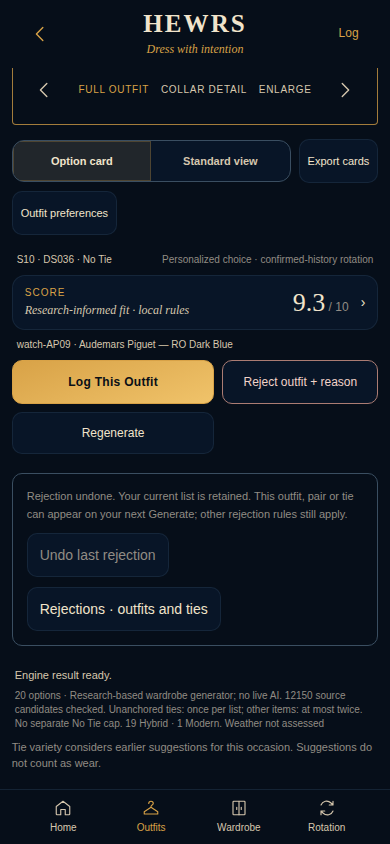 HEWRS
Dress with intention
Log
FULL OUTFIT COLLAR DETAIL ENLARGE
Option card Standard view Export cards
Outfit preferences
S10 · DS036 · No Tie Personalized choice · confirmed-history rotation
SCORE
Research-informed fit · local rules
9.3 / 10 ›
watch-AP09 · Audemars Piguet — RO Dark Blue
Log This Outfit Reject outfit + reason
Regenerate
Rejection undone. Your current list is retained. This outfit, pair or tie
can appear on your next Generate; other rejection rules still apply.
Undo last rejection
Rejections · outfits and ties
Engine result ready.
20 options · Research-based wardrobe generator; no live AI. 12150 source
candidates checked. Unanchored ties: once per list; other items: at most twice.
No separate No Tie cap. 19 Hybrid · 1 Modern. Weather not assessed
Tie variety considers earlier suggestions for this occasion. Suggestions do
not count as wear.
Home Outfits Wardrobe Rotation